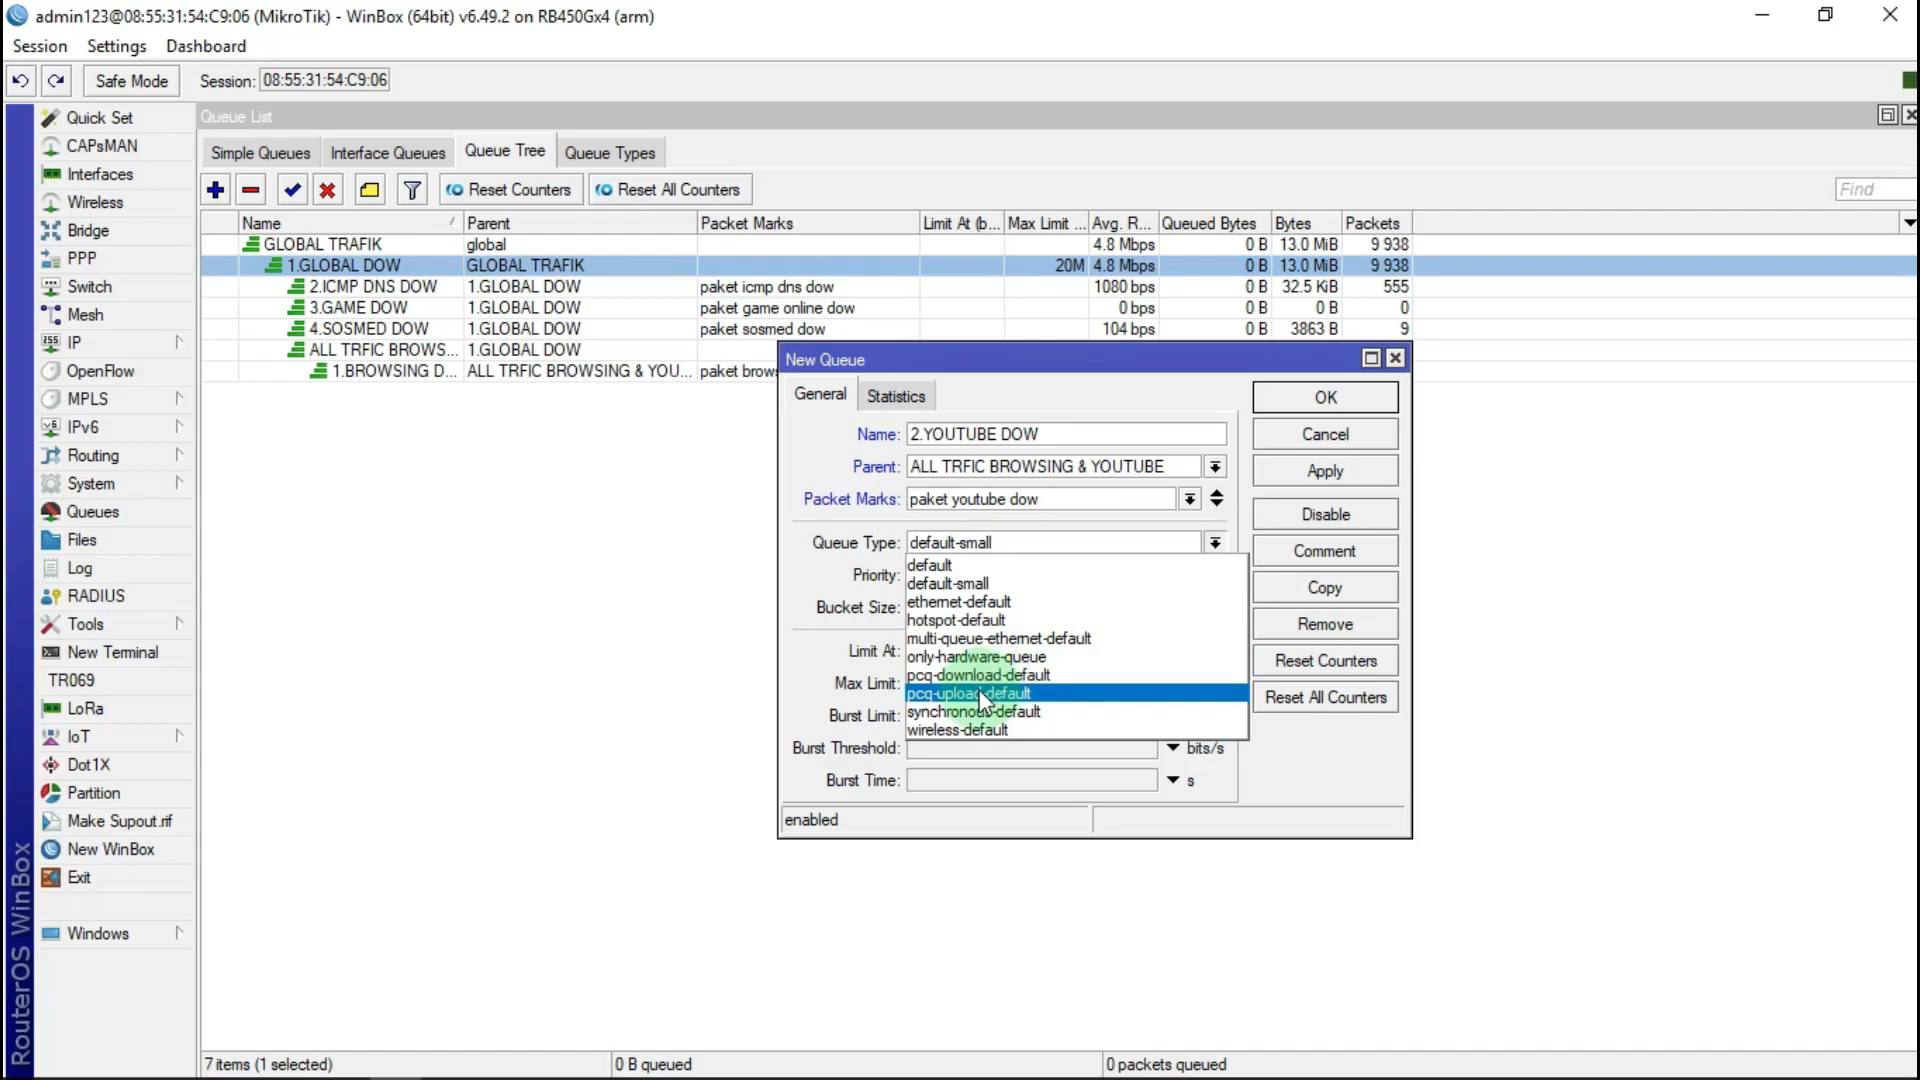 admin123@08:55:31:54:C9:06 (MikroTik) - WinBox (64bit) v6.49.2 on RB450Gx4 (arm)
Session Settings Dashboard
Safe Mode Session: 08:55:31:54:C9:06
Quick Set
CAPsMAN
Interfaces
Wireless
Bridge
PPP
Switch
Mesh
IP
OpenFlow
MPLS
IPv6
Routing
System
Queues
Files
Log
RADIUS
Tools
New Terminal
TR069
LoRa
IoT
Dot1X
Partition
Make Supout.rif
New WinBox
Exit
Windows
RouterOS WinBox
Queue List
Simple Queues Interface Queues Queue Tree Queue Types
Reset Counters Reset All Counters Find
Name Parent Packet Marks Limit At (b... Max Limit ... Avg. R... Queued Bytes Bytes Packets
GLOBAL TRAFIK global 4.8 Mbps 0 B 13.0 MiB 9 938
1.GLOBAL DOW GLOBAL TRAFIK 20M 4.8 Mbps 0 B 13.0 MiB 9 938
2.ICMP DNS DOW 1.GLOBAL DOW paket icmp dns dow 1080 bps 0 B 32.5 KiB 555
3.GAME DOW 1.GLOBAL DOW paket game online dow 0 bps 0 B 0 B 0
4.SOSMED DOW 1.GLOBAL DOW paket sosmed dow 104 bps 0 B 3863 B 9
ALL TRFIC BROWS... 1.GLOBAL DOW
1.BROWSING D... ALL TRFIC BROWSING & YOU... paket brows
New Queue
General Statistics
Name: 2.YOUTUBE DOW
Parent: ALL TRFIC BROWSING & YOUTUBE
Packet Marks: paket youtube dow
Queue Type: default-small
default
default-small
ethernet-default
hotspot-default
multi-queue-ethernet-default
only-hardware-queue
pcq-download-default
pcq-upload-default
synchronous-default
wireless-default
Priority:
Bucket Size:
Limit At:
Max Limit:
Burst Limit:
Burst Threshold: bits/s
Burst Time: s
enabled
OK
Cancel
Apply
Disable
Comment
Copy
Remove
Reset Counters
Reset All Counters
7 items (1 selected) 0 B queued 0 packets queued